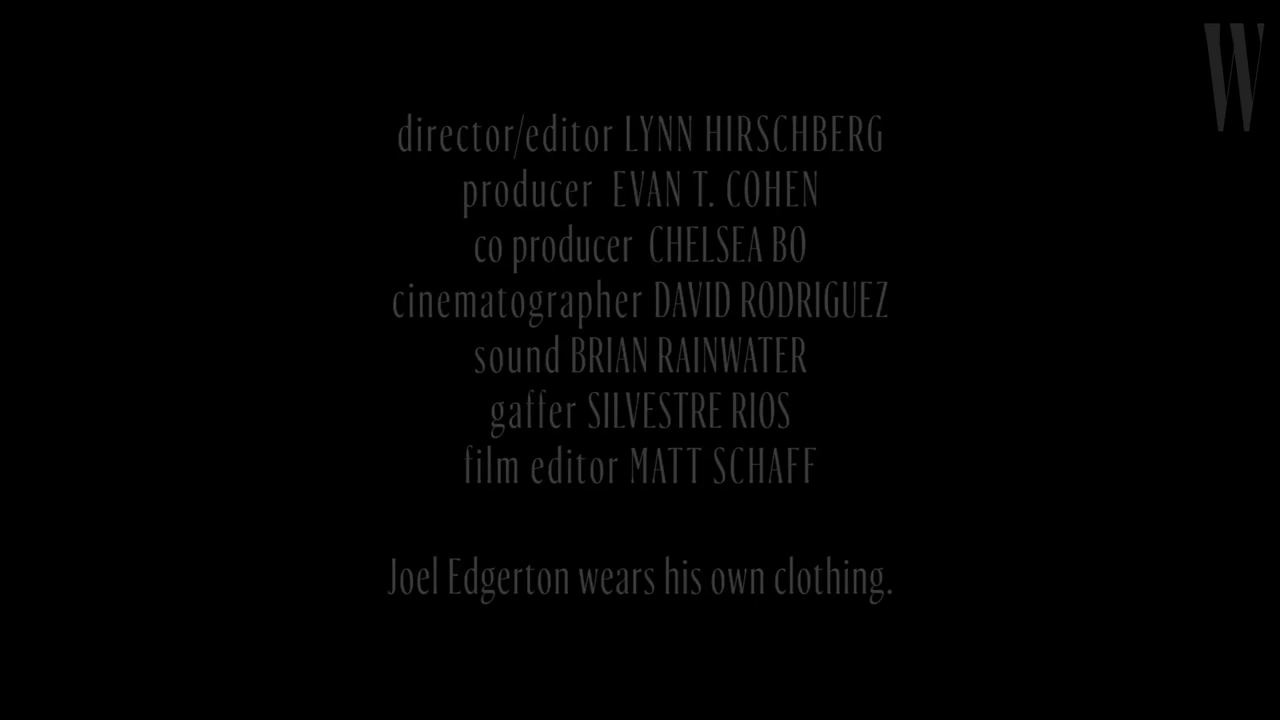 W
director/editor LYNN HIRSCHBERG
producer EVAN T. COHEN
co producer CHELSEA BO
cinematographer DAVID RODRIGUEZ
sound BRIAN RAINWATER
gaffer SILVESTRE RIOS
film editor MATT SCHAFF
Joel Edgerton wears his own clothing.